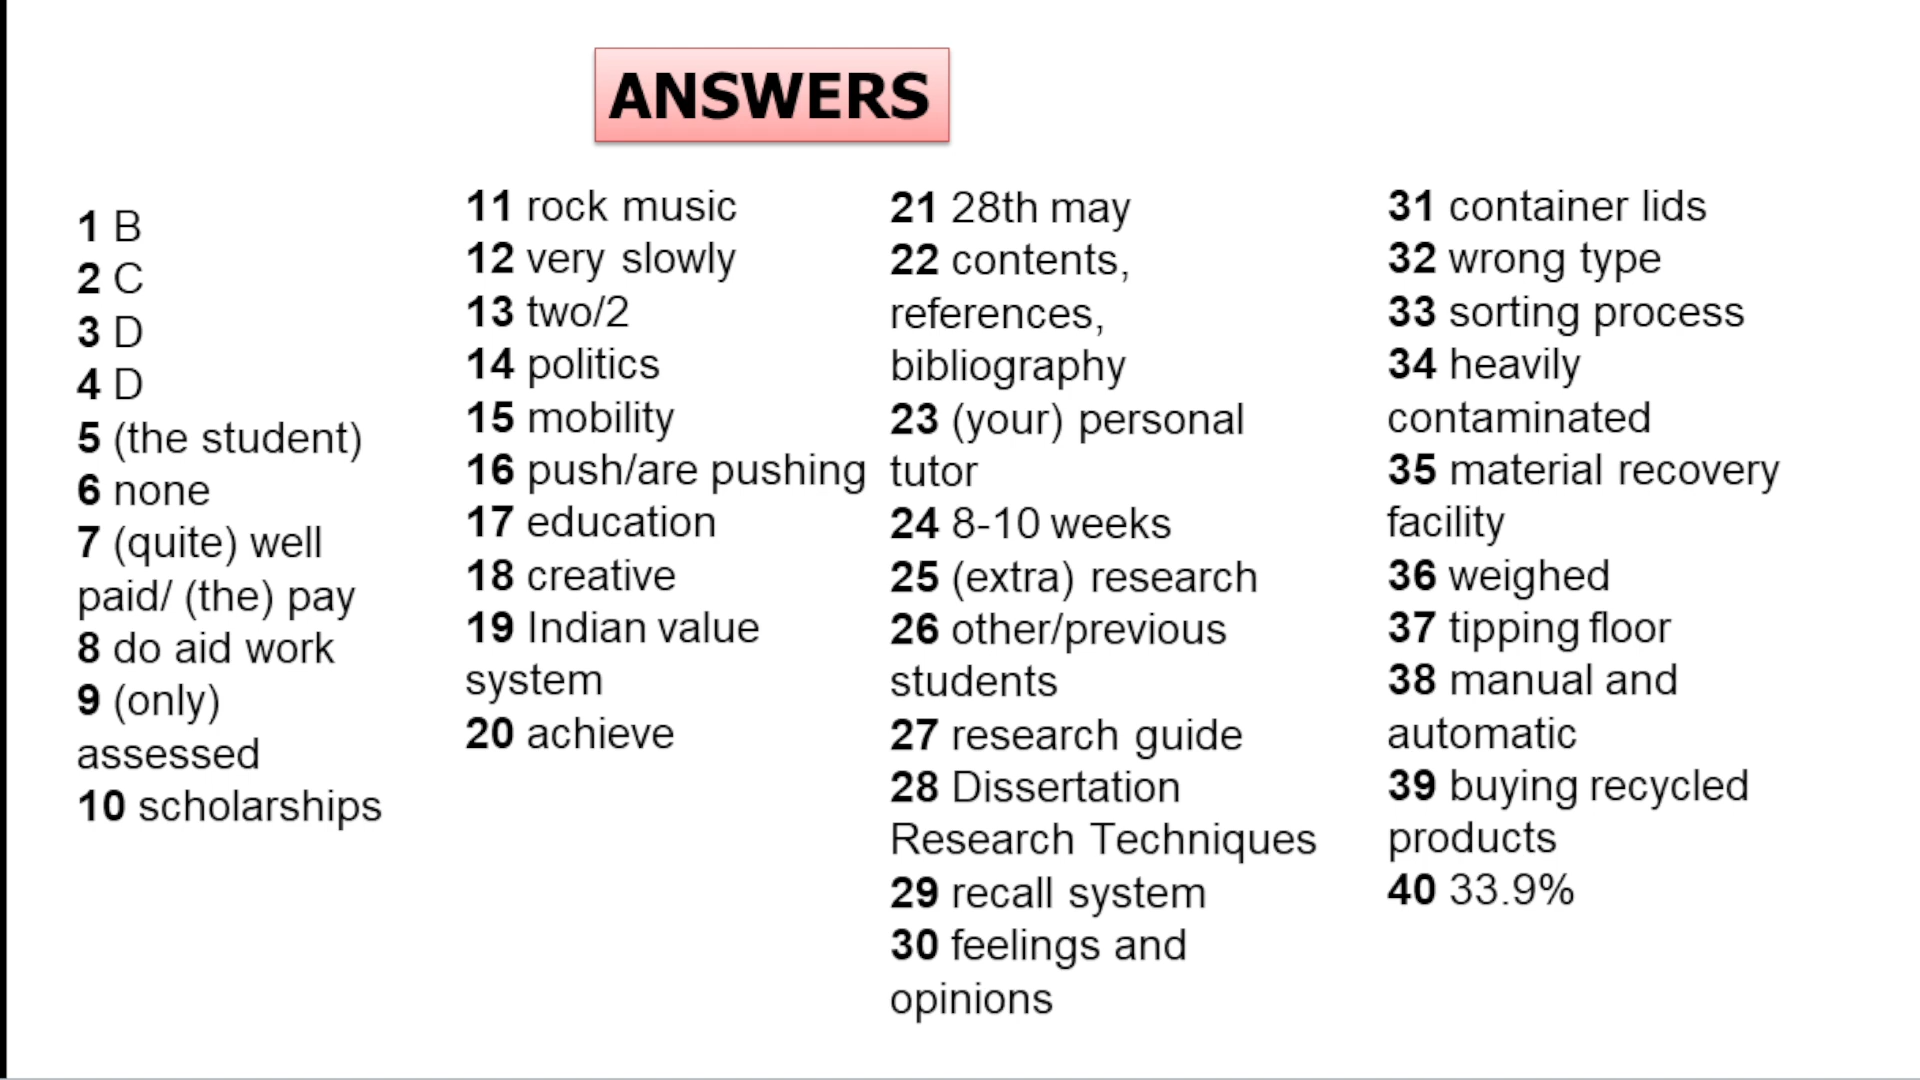 ANSWERS
1 B
2 C
3 D
4 D
5 (the student)
6 none
7 (quite) well
paid/ (the) pay
8 do aid work
9 (only)
assessed
10 scholarships
11 rock music
12 very slowly
13 two/2
14 politics
15 mobility
16 push/are pushing
17 education
18 creative
19 Indian value
system
20 achieve
21 28th may
22 contents,
references,
bibliography
23 (your) personal
tutor
24 8-10 weeks
25 (extra) research
26 other/previous
students
27 research guide
28 Dissertation
Research Techniques
29 recall system
30 feelings and
opinions
31 container lids
32 wrong type
33 sorting process
34 heavily
contaminated
35 material recovery
facility
36 weighed
37 tipping floor
38 manual and
automatic
39 buying recycled
products
40 33.9%